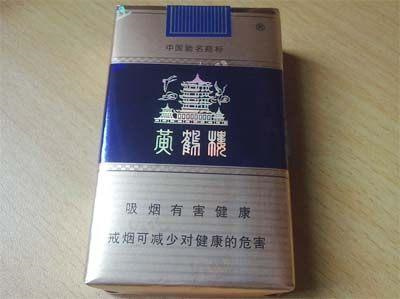 中国驰名商标
®
黄鹤楼
吸烟有害健康
戒烟可减少对健康的危害